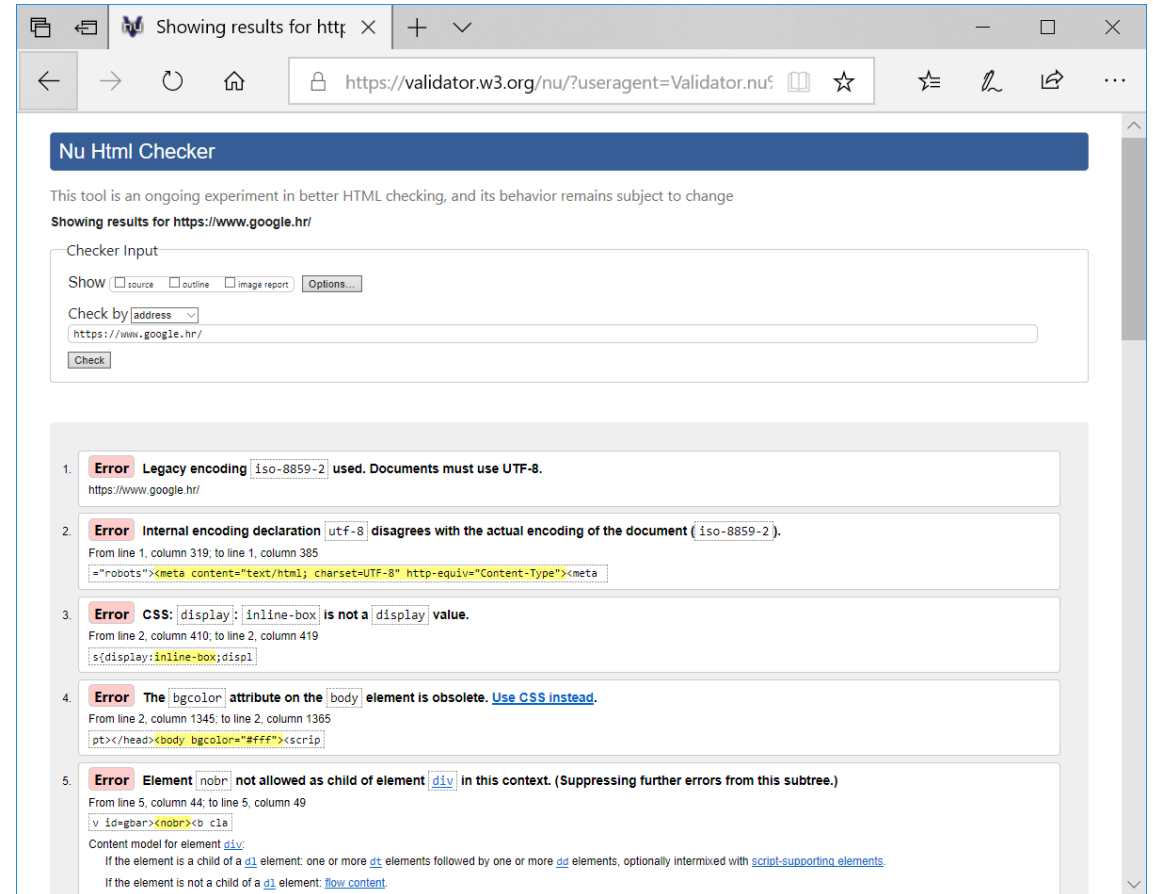 Showing results for http
https://validator.w3.org/nu/?useragent=Validator.nu%
Nu Html Checker
This tool is an ongoing experiment in better HTML checking, and its behavior remains subject to change
Showing results for https://www.google.hr/
Checker Input
Show source outline image report Options...
Check by address
https://www.google.hr/
Check
1. Error Legacy encoding iso-8859-2 used. Documents must use UTF-8.
https://www.google.hr/
2. Error Internal encoding declaration utf-8 disagrees with the actual encoding of the document (iso-8859-2).
From line 1, column 319; to line 1, column 385
="robots"><meta content="text/html; charset=UTF-8" http-equiv="Content-Type"><meta
3. Error CSS: display: inline-box is not a display value.
From line 2, column 410; to line 2, column 419
s{display:inline-box;displ
4. Error The bgcolor attribute on the body element is obsolete. Use CSS instead.
From line 2, column 1345; to line 2, column 1365
pt></head><body bgcolor="#fff"><scrip
5. Error Element nobr not allowed as child of element div in this context. (Suppressing further errors from this subtree.)
From line 5, column 44; to line 5, column 49
v id=gbar><nobr><b cla
Content model for element div:
If the element is a child of a dl element: one or more dt elements followed by one or more dd elements, optionally intermixed with script-supporting elements.
If the element is not a child of a dl element: flow content.